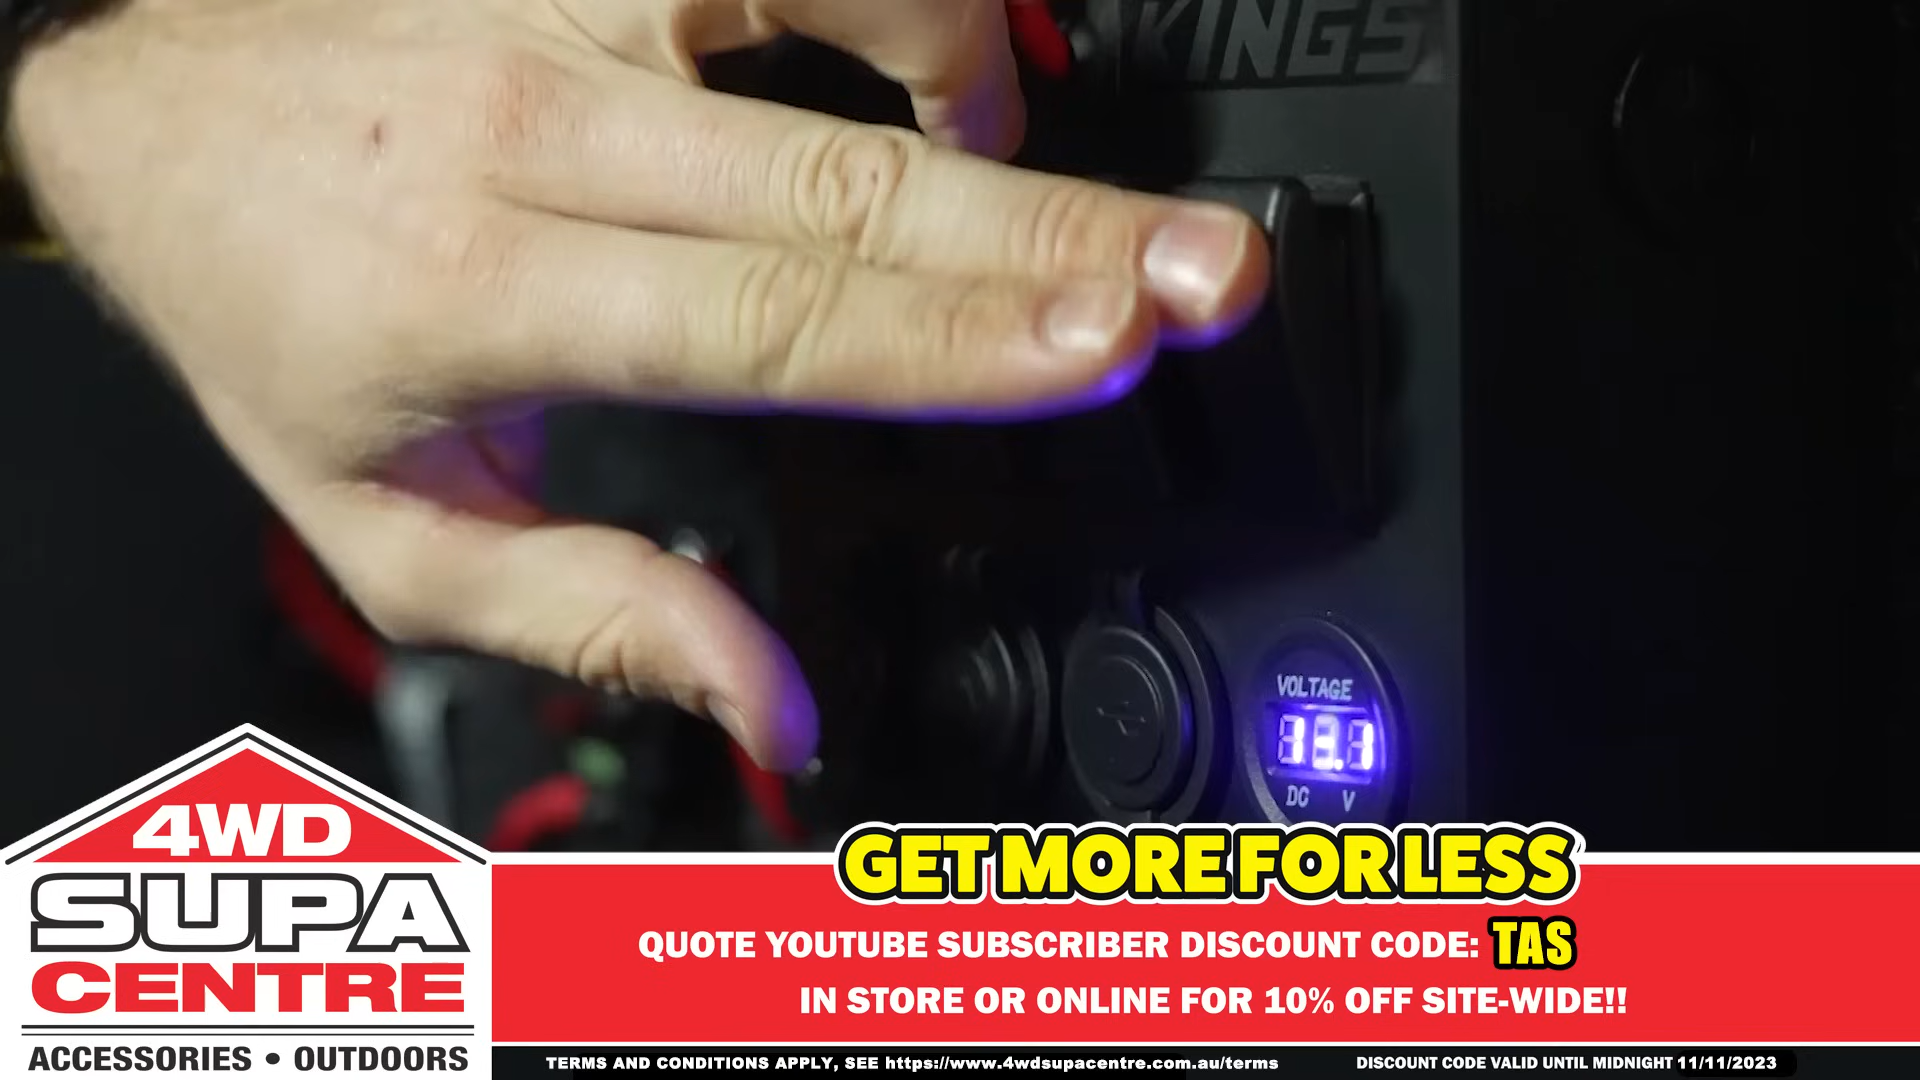 KINGS
VOLTAGE
DC V
4WD
SUPA
CENTRE
ACCESSORIES • OUTDOORS
GET MORE FOR LESS
QUOTE YOUTUBE SUBSCRIBER DISCOUNT CODE: TAS
IN STORE OR ONLINE FOR 10% OFF SITE-WIDE!!
TERMS AND CONDITIONS APPLY, SEE https://www.4wdsupacentre.com.au/terms
DISCOUNT CODE VALID UNTIL MIDNIGHT 11/11/2023